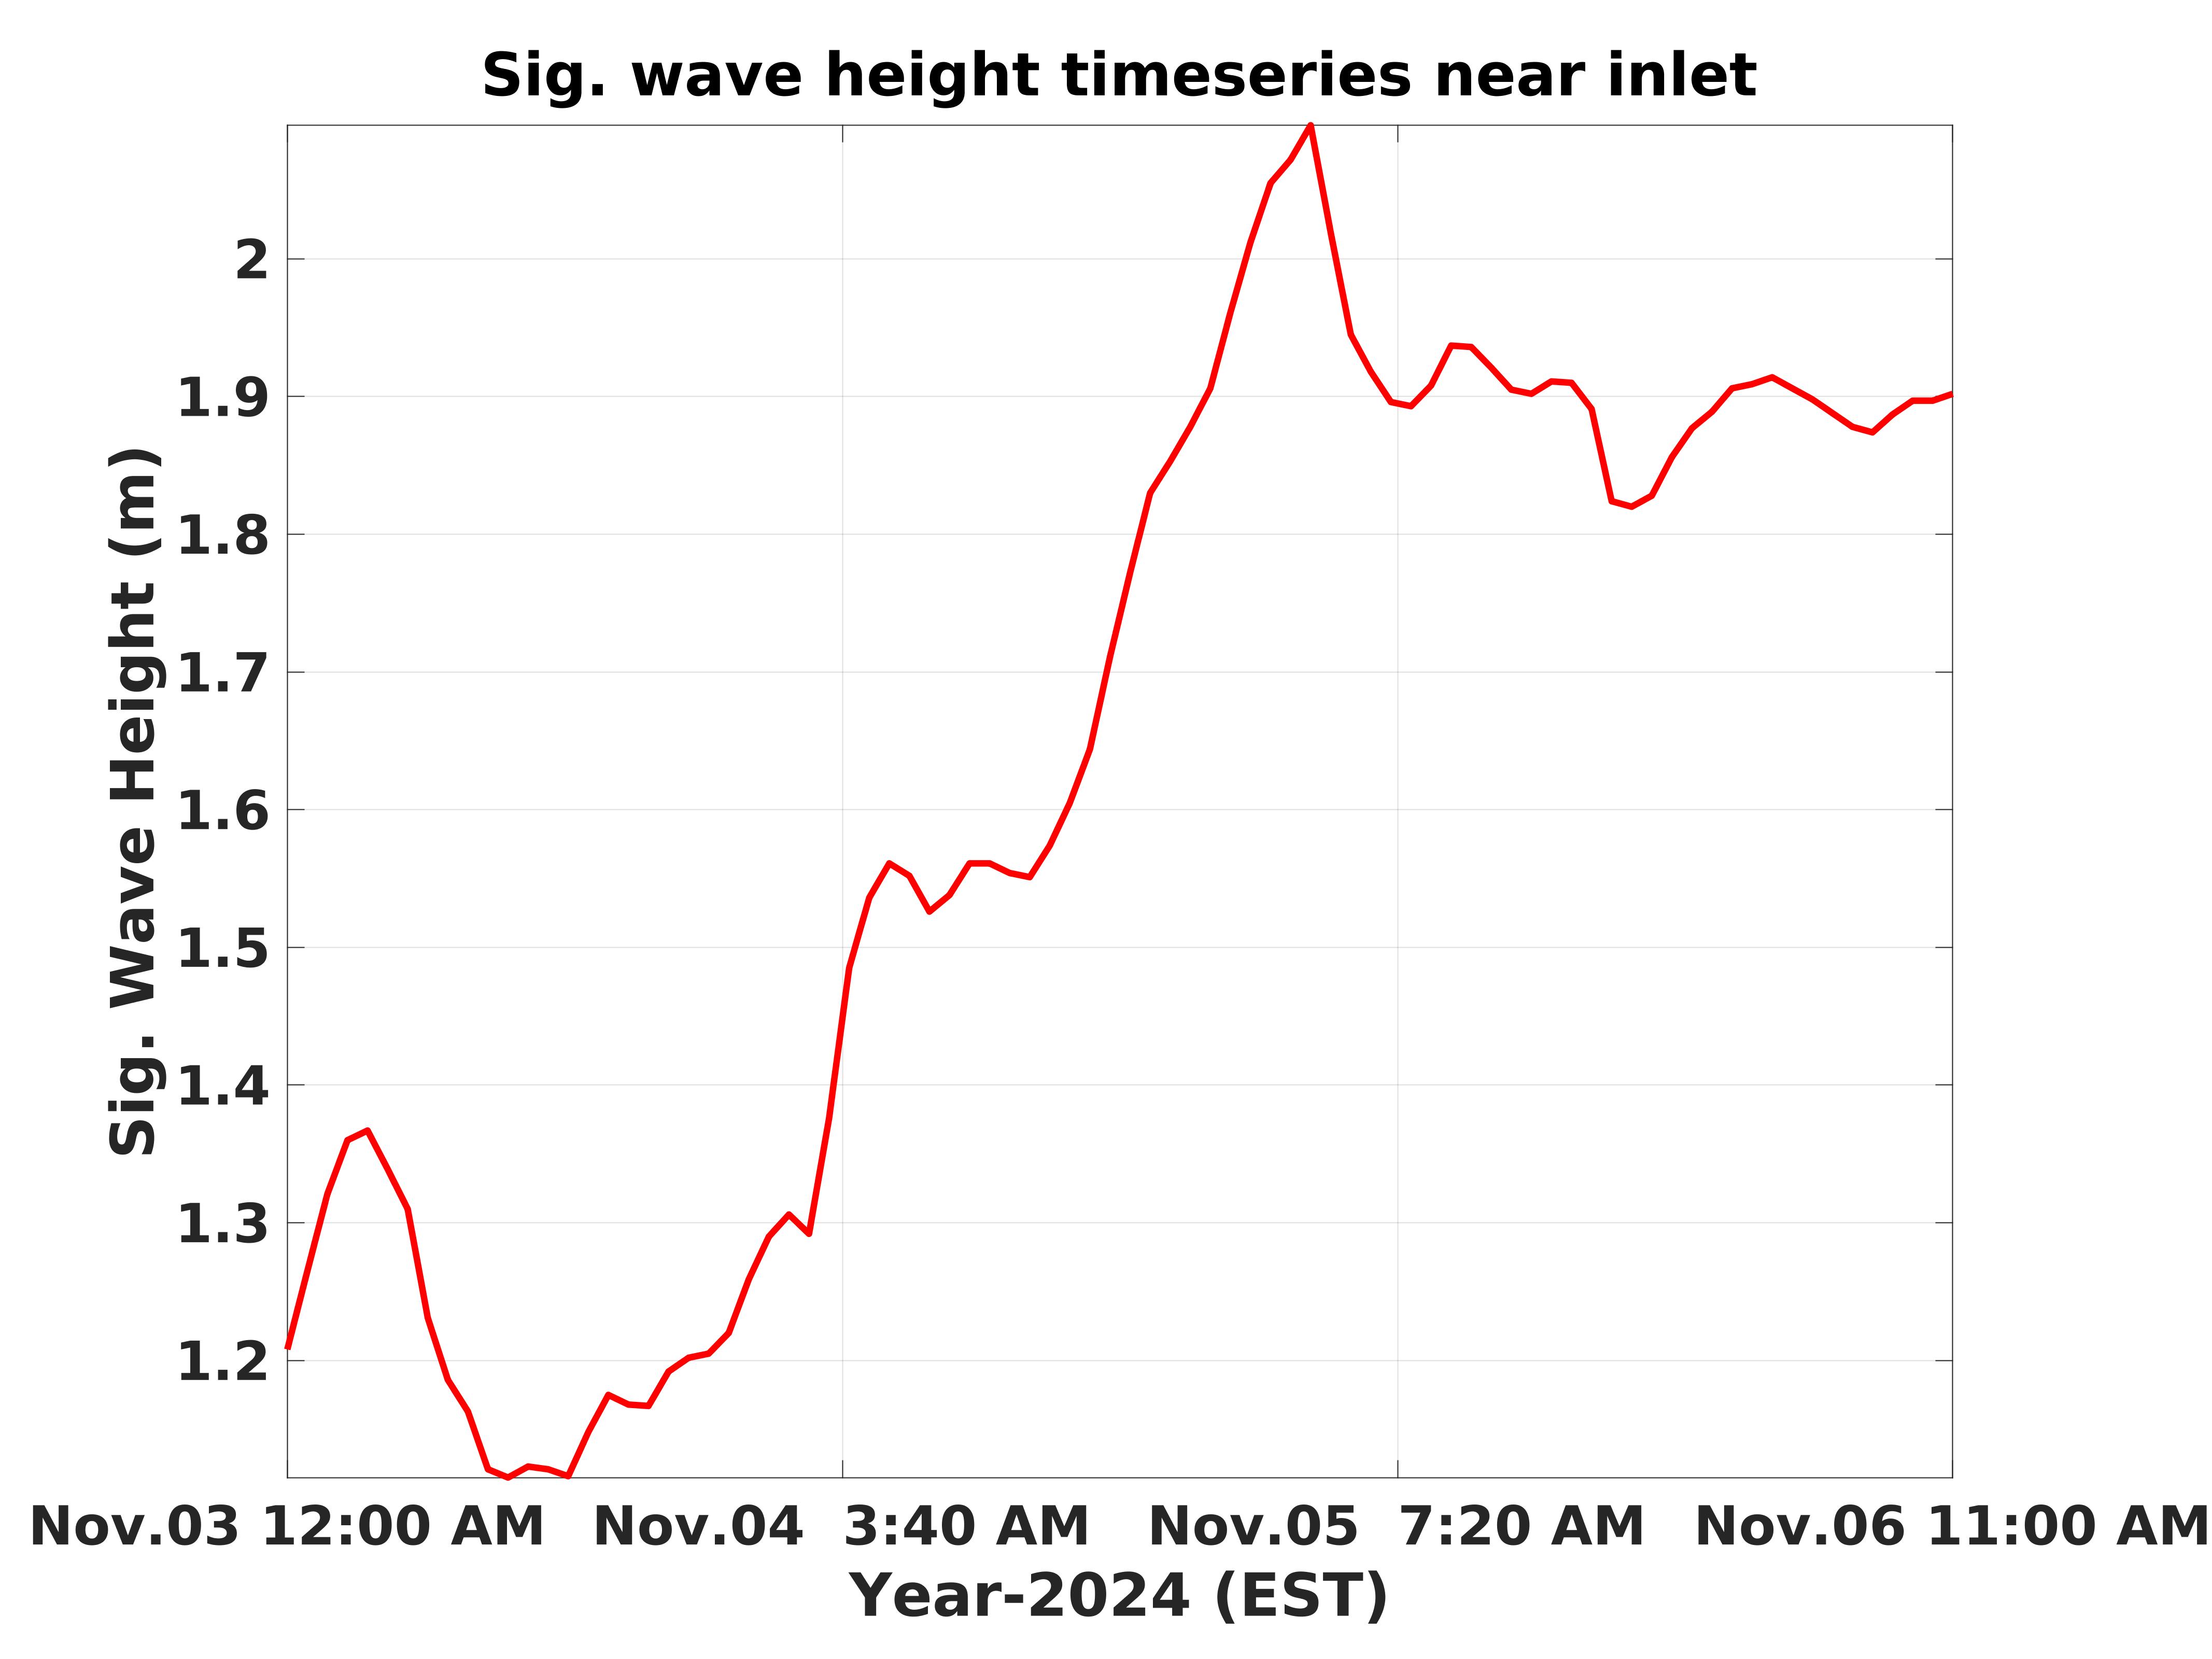 Sig. wave height timeseries near inlet
2
1.9
1.8
1.7
1.6
1.5
1.4
1.3
1.2
Sig. Wave Height (m)
Nov.03 12:00 AM Nov.04 3:40 AM Nov.05 7:20 AM Nov.06 11:00 AM
Year-2024 (EST)